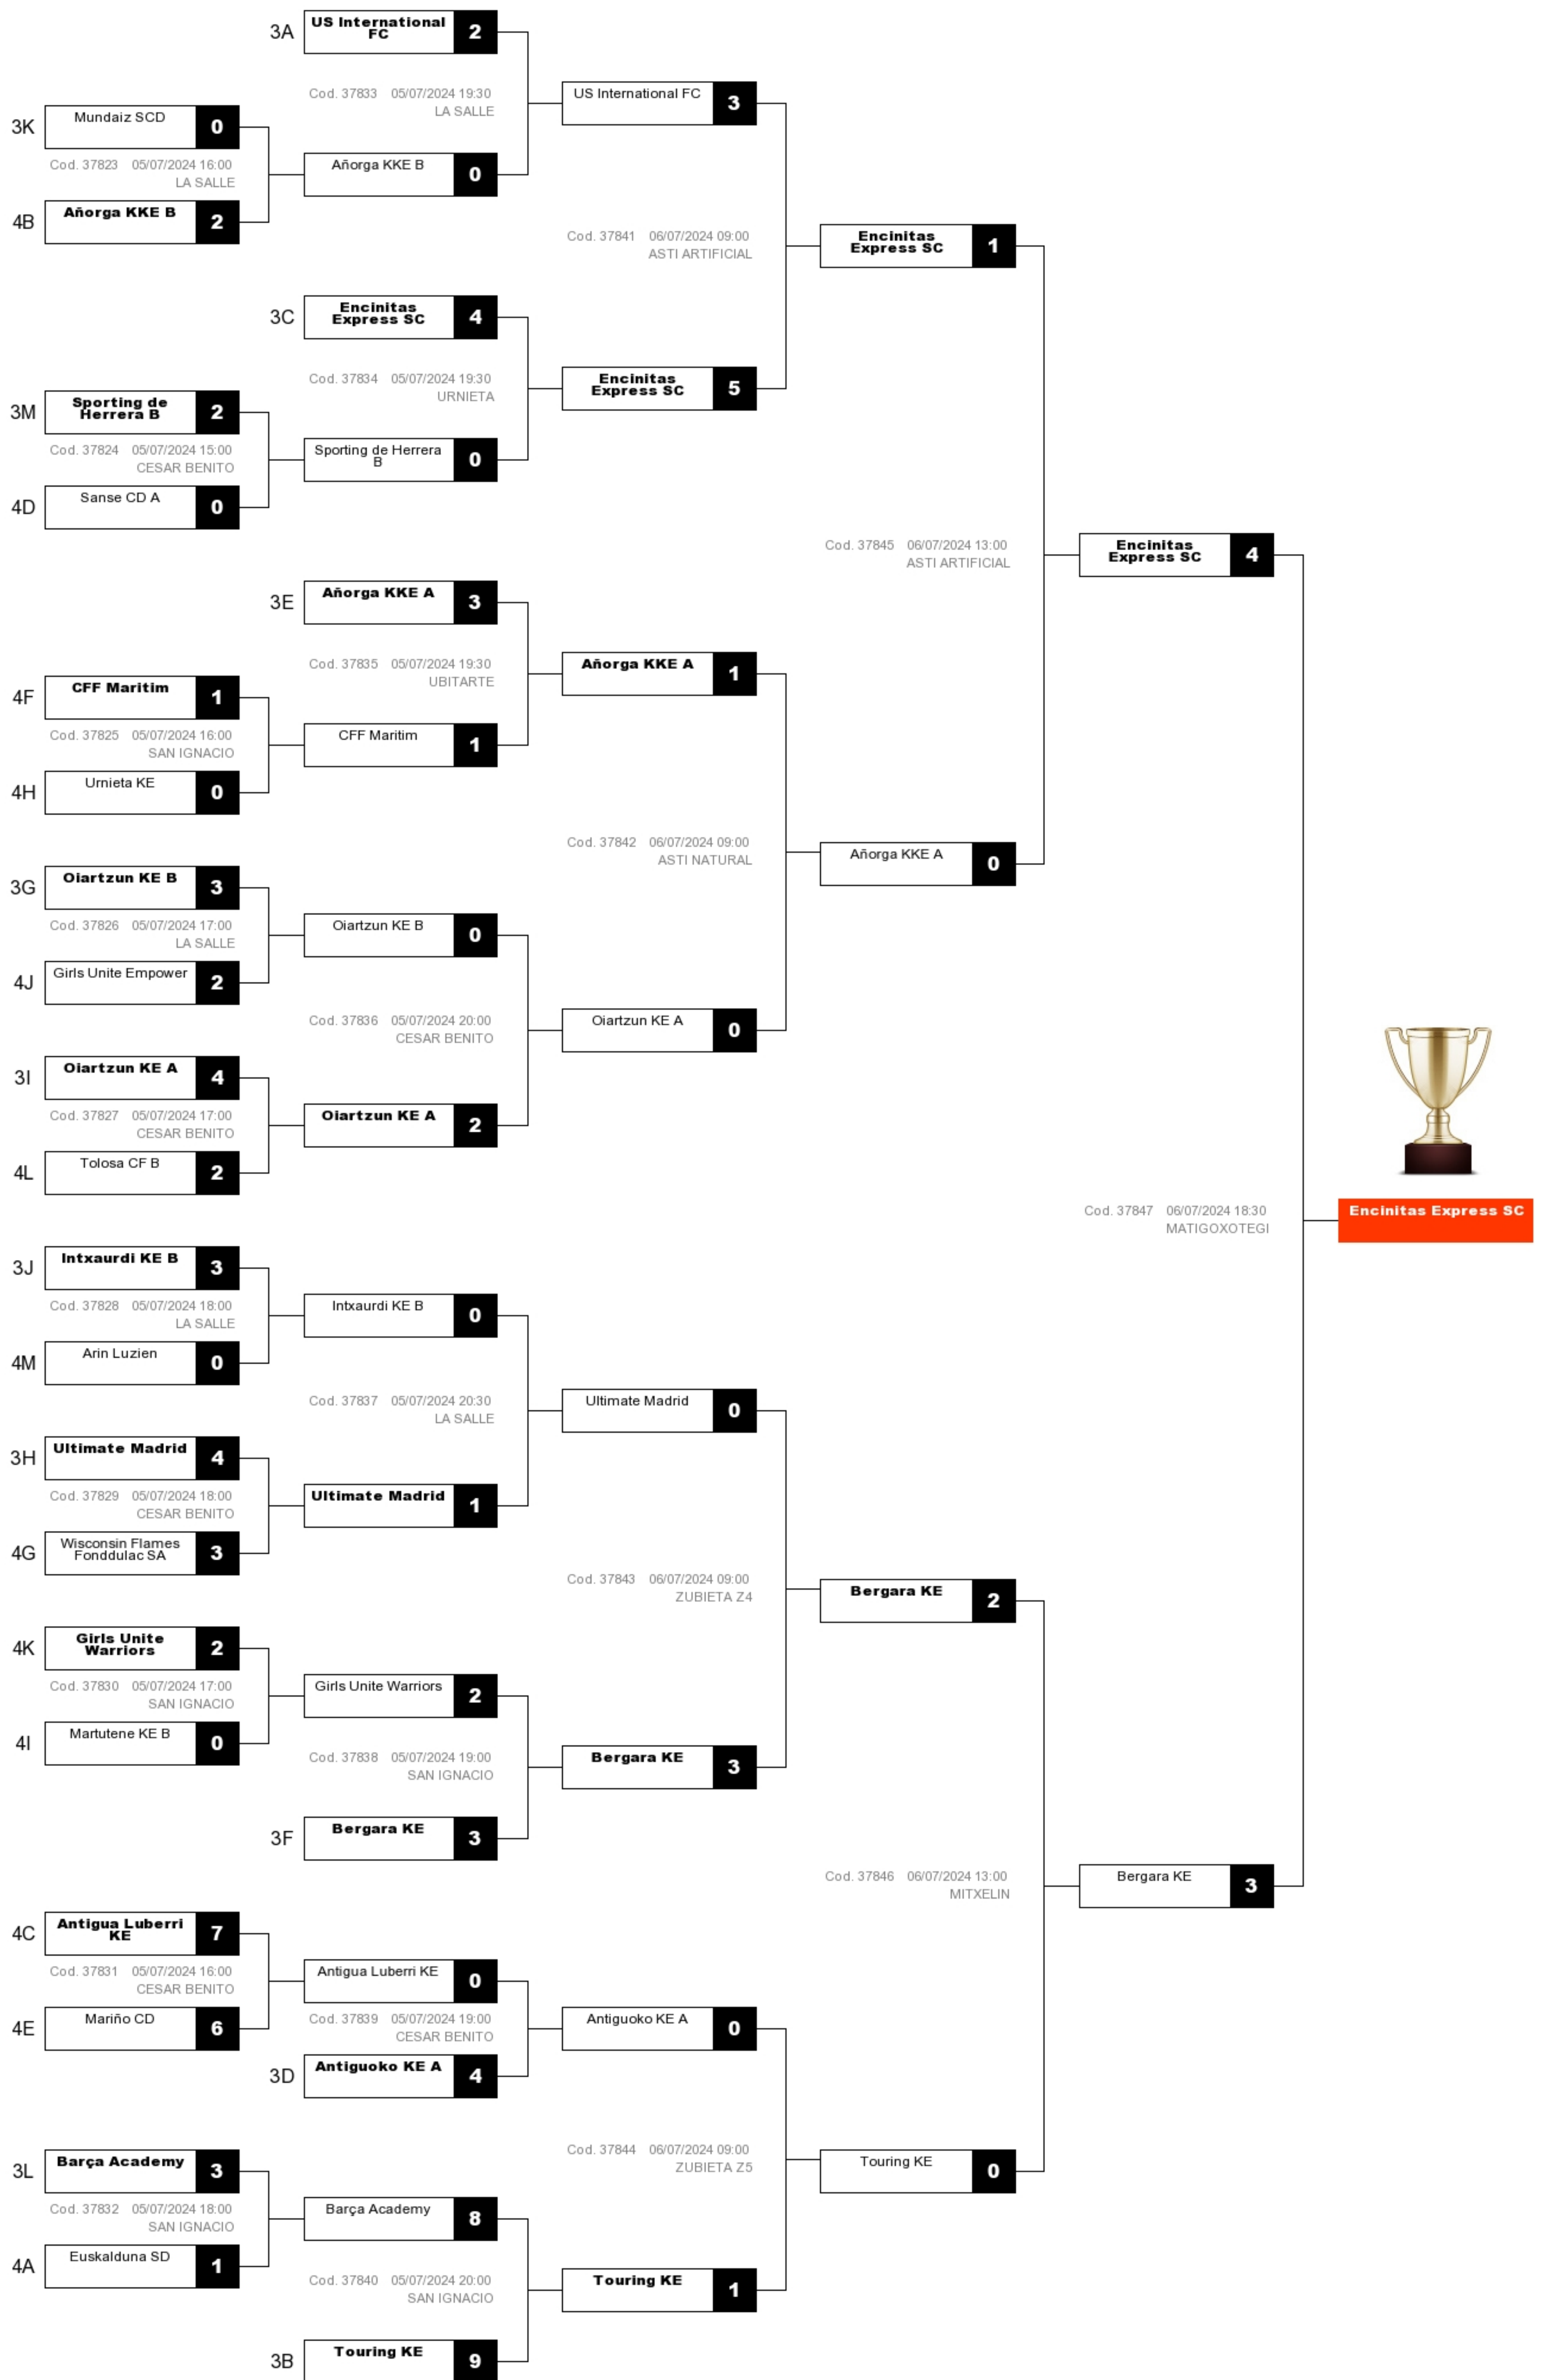 3A
US International
FC
2
Cod. 37833 05/07/2024 19:30
LA SALLE
US International FC
3
3K
Mundaiz SCD
0
Cod. 37823 05/07/2024 16:00
LA SALLE
Añorga KKE B
0
4B
Añorga KKE B
2
Cod. 37841 06/07/2024 09:00
ASTI ARTIFICIAL
Encinitas
Express SC
1
3C
Encinitas
Express SC
4
Cod. 37834 05/07/2024 19:30
URNIETA
Encinitas
Express SC
5
3M
Sporting de
Herrera B
2
Cod. 37824 05/07/2024 15:00
CESAR BENITO
Sporting de Herrera
B
0
4D
Sanse CD A
0
Cod. 37845 06/07/2024 13:00
ASTI ARTIFICIAL
Encinitas
Express SC
4
3E
Añorga KKE A
3
Cod. 37835 05/07/2024 19:30
UBITARTE
Añorga KKE A
1
4F
CFF Maritim
1
Cod. 37825 05/07/2024 16:00
SAN IGNACIO
CFF Maritim
1
4H
Urnieta KE
0
Cod. 37842 06/07/2024 09:00
ASTI NATURAL
Añorga KKE A
0
3G
Oiartzun KE B
3
Cod. 37826 05/07/2024 17:00
LA SALLE
Oiartzun KE B
0
4J
Girls Unite Empower
2
Cod. 37836 05/07/2024 20:00
CESAR BENITO
Oiartzun KE A
0
3I
Oiartzun KE A
4
Cod. 37827 05/07/2024 17:00
CESAR BENITO
Oiartzun KE A
2
4L
Tolosa CF B
2
Cod. 37847 06/07/2024 18:30
MATIGOXOTEGI
Encinitas Express SC
3J
Intxaurdi KE B
3
Cod. 37828 05/07/2024 18:00
LA SALLE
Intxaurdi KE B
0
4M
Arin Luzien
0
Cod. 37837 05/07/2024 20:30
LA SALLE
Ultimate Madrid
0
3H
Ultimate Madrid
4
Cod. 37829 05/07/2024 18:00
CESAR BENITO
Ultimate Madrid
1
4G
Wisconsin Flames
Fonddulac SA
3
Cod. 37843 06/07/2024 09:00
ZUBIETA Z4
Bergara KE
2
4K
Girls Unite
Warriors
2
Cod. 37830 05/07/2024 17:00
SAN IGNACIO
Girls Unite Warriors
2
4I
Martutene KE B
0
Cod. 37838 05/07/2024 19:00
SAN IGNACIO
Bergara KE
3
3F
Bergara KE
3
Cod. 37846 06/07/2024 13:00
MITXELIN
Bergara KE
3
4C
Antigua Luberri
KE
7
Cod. 37831 05/07/2024 16:00
CESAR BENITO
Antigua Luberri KE
0
4E
Mariño CD
6
Cod. 37839 05/07/2024 19:00
CESAR BENITO
Antiguoko KE A
0
3D
Antiguoko KE A
4
Cod. 37844 06/07/2024 09:00
ZUBIETA Z5
Touring KE
0
3L
Barça Academy
3
Cod. 37832 05/07/2024 18:00
SAN IGNACIO
Barça Academy
8
4A
Euskalduna SD
1
Cod. 37840 05/07/2024 20:00
SAN IGNACIO
Touring KE
1
3B
Touring KE
9